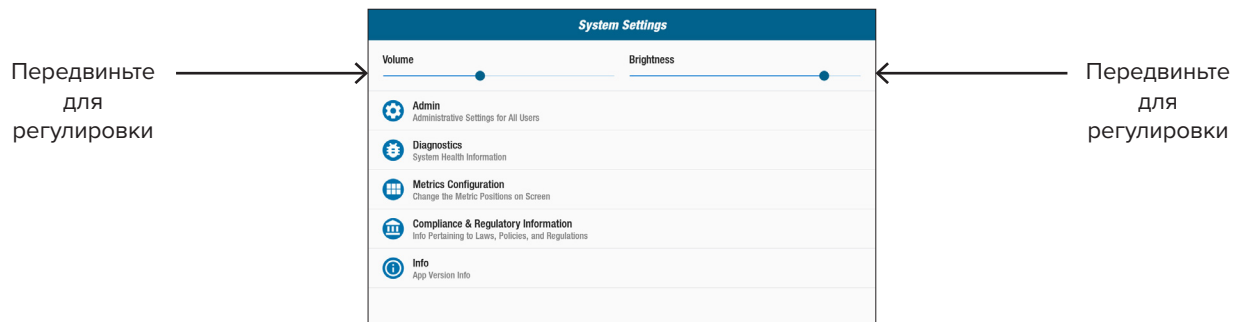 System Settings
Передвиньте
для
регулировки
Volume
Brightness
Передвиньте
для
регулировки
Admin
Administrative Settings for All Users
Diagnostics
System Health Information
Metrics Configuration
Change the Metric Positions on Screen
Compliance & Regulatory Information
Info Pertaining to Laws, Policies, and Regulations
Info
App Version Info